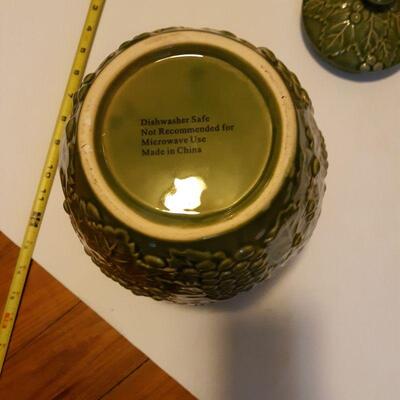 Dishwasher Safe
Not Recommended for
Microwave Use
Made in China